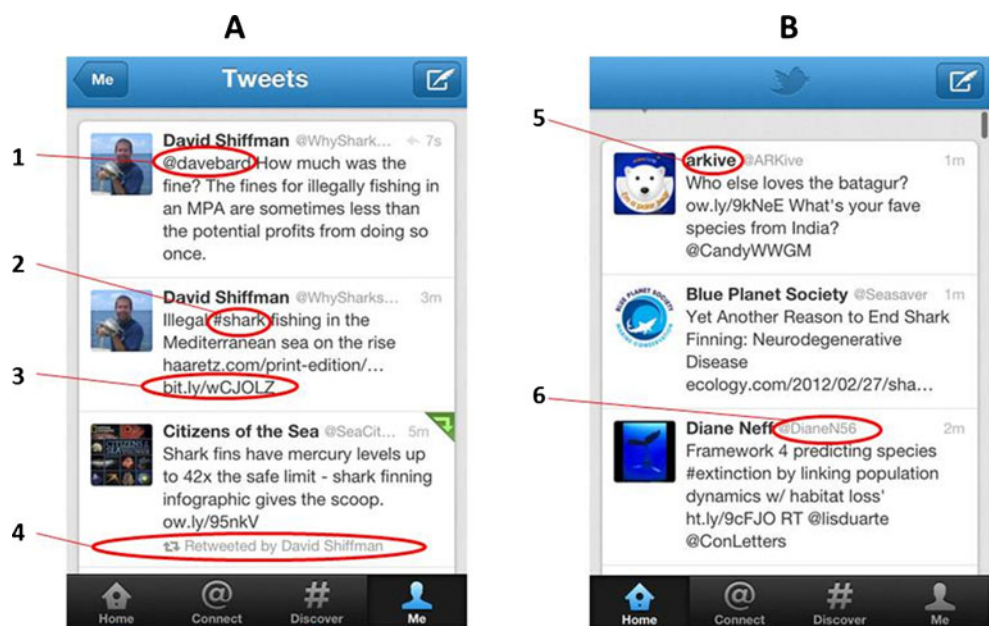 A
Me
Tweets
1
David Shiffman @WhyShark... 7s
@davebard How much was the
fine? The fines for illegally fishing in
an MPA are sometimes less than
the potential profits from doing so
once.
2
David Shiffman @WhySharks... 3m
Illegal #shark fishing in the
Mediterranean sea on the rise
haaretz.com/print-edition/...
3
bit.ly/wCJOLZ
Citizens of the Sea @SeaCit... 5m
Shark fins have mercury levels up
to 42x the safe limit - shark finning
infographic gives the scoop.
ow.ly/95nkV
4
Retweeted by David Shiffman
Home
@
Connect
#
Discover
Me
B
5
arkive @ARKive 1m
Who else loves the batagur?
ow.ly/9kNeE What's your fave
species from India?
@CandyWWGM
Blue Planet Society @Seasaver 1m
Yet Another Reason to End Shark
Finning: Neurodegenerative
Disease
ecology.com/2012/02/27/sha...
6
Diane Neff @DianeN56 2m
Framework 4 predicting species
#extinction by linking population
dynamics w/ habitat loss'
ht.ly/9cFJO RT @lisduarte
@ConLetters
Home
@
Connect
#
Discover
Me